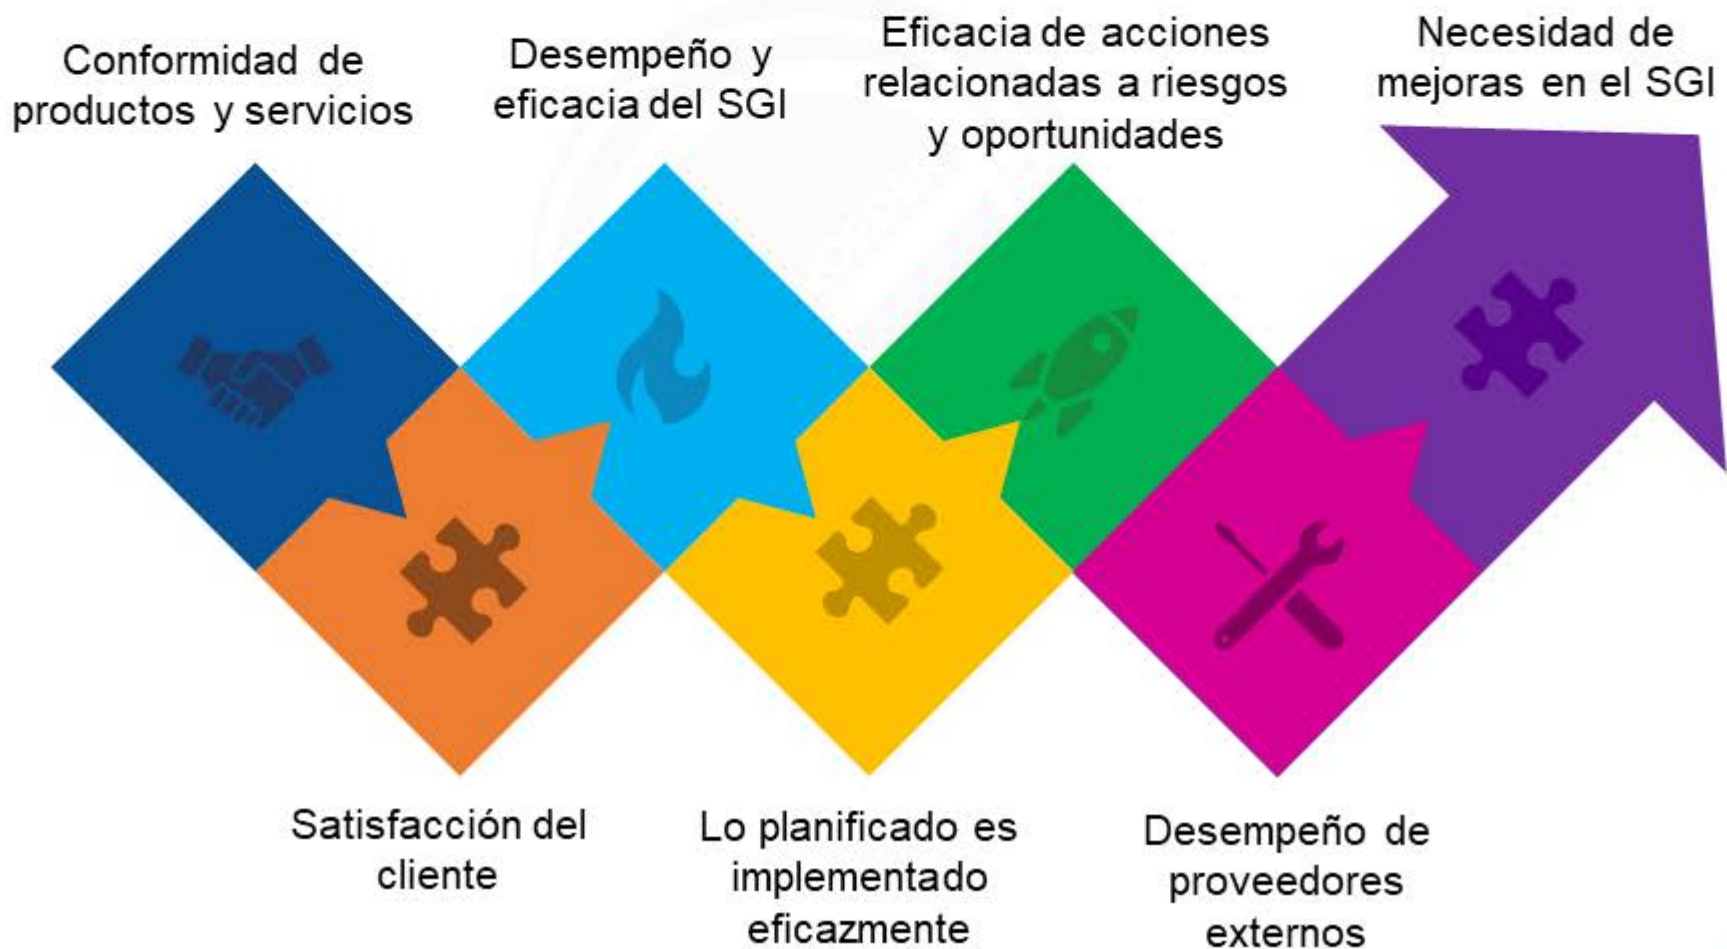 Conformidad de
productos y servicios
Desempeño y
eficacia del SGI
Eficacia de acciones
relacionadas a riesgos
y oportunidades
Necesidad de
mejoras en el SGI
Satisfacción del
cliente
Lo planificado es
implementado
eficazmente
Desempeño de
proveedores
externos